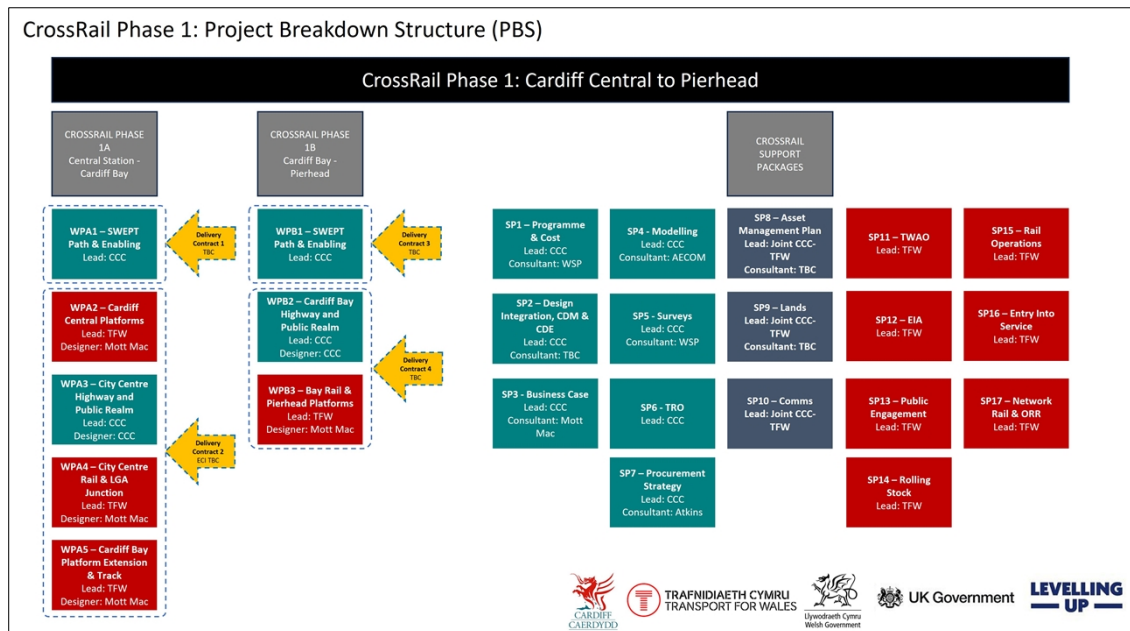 CrossRail Phase 1: Project Breakdown Structure (PBS)
CrossRail Phase 1: Cardiff Central to Pierhead
CROSSRAIL PHASE
1A
Central Station -
Cardiff Bay
CROSSRAIL PHASE
1B
Cardiff Bay -
Pierhead
CROSSRAIL
SUPPORT
PACKAGES
WPA1 – SWEPT
Path & Enabling
Lead: CCC
Delivery
Contract 1
TBC
WPA2 – Cardiff
Central Platforms
Lead: TFW
Designer: Mott Mac
WPA3 – City Centre
Highway and
Public Realm
Lead: CCC
Designer: CCC
WPA4 – City Centre
Rail & LGA
Junction
Lead: TFW
Designer: Mott Mac
WPA5 – Cardiff Bay
Platform Extension
& Track
Lead: TFW
Designer: Mott Mac
Delivery
Contract 2
ECI TBC
WPB1 – SWEPT
Path & Enabling
Lead: CCC
Delivery
Contract 3
TBC
WPB2 – Cardiff Bay
Highway and
Public Realm
Lead: CCC
Designer: CCC
WPB3 – Bay Rail &
Pierhead Platforms
Lead: TFW
Designer: Mott Mac
Delivery
Contract 4
TBC
SP1 – Programme
& Cost
Lead: CCC
Consultant: WSP
SP2 – Design
Integration, CDM &
CDE
Lead: CCC
Consultant: TBC
SP3 - Business Case
Lead: CCC
Consultant: Mott
Mac
SP4 - Modelling
Lead: CCC
Consultant: AECOM
SP5 - Surveys
Lead: CCC
Consultant: WSP
SP6 - TRO
Lead: CCC
SP7 – Procurement
Strategy
Lead: CCC
Consultant: Atkins
SP8 – Asset
Management Plan
Lead: Joint CCC-
TFW
Consultant: TBC
SP9 – Lands
Lead: Joint CCC-
TFW
Consultant: TBC
SP10 – Comms
Lead: Joint CCC-
TFW
SP11 – TWAO
Lead: TFW
SP12 – EIA
Lead: TFW
SP13 – Public
Engagement
Lead: TFW
SP14 – Rolling
Stock
Lead: TFW
SP15 – Rail
Operations
Lead: TFW
SP16 – Entry Into
Service
Lead: TFW
SP17 – Network
Rail & ORR
Lead: TFW
CARDIFF
CAERDYDD
T
TRAFNIDIAETH CYMRU
TRANSPORT FOR WALES
Llywodraeth Cymru
Welsh Government
UK Government
LEVELLING
UP